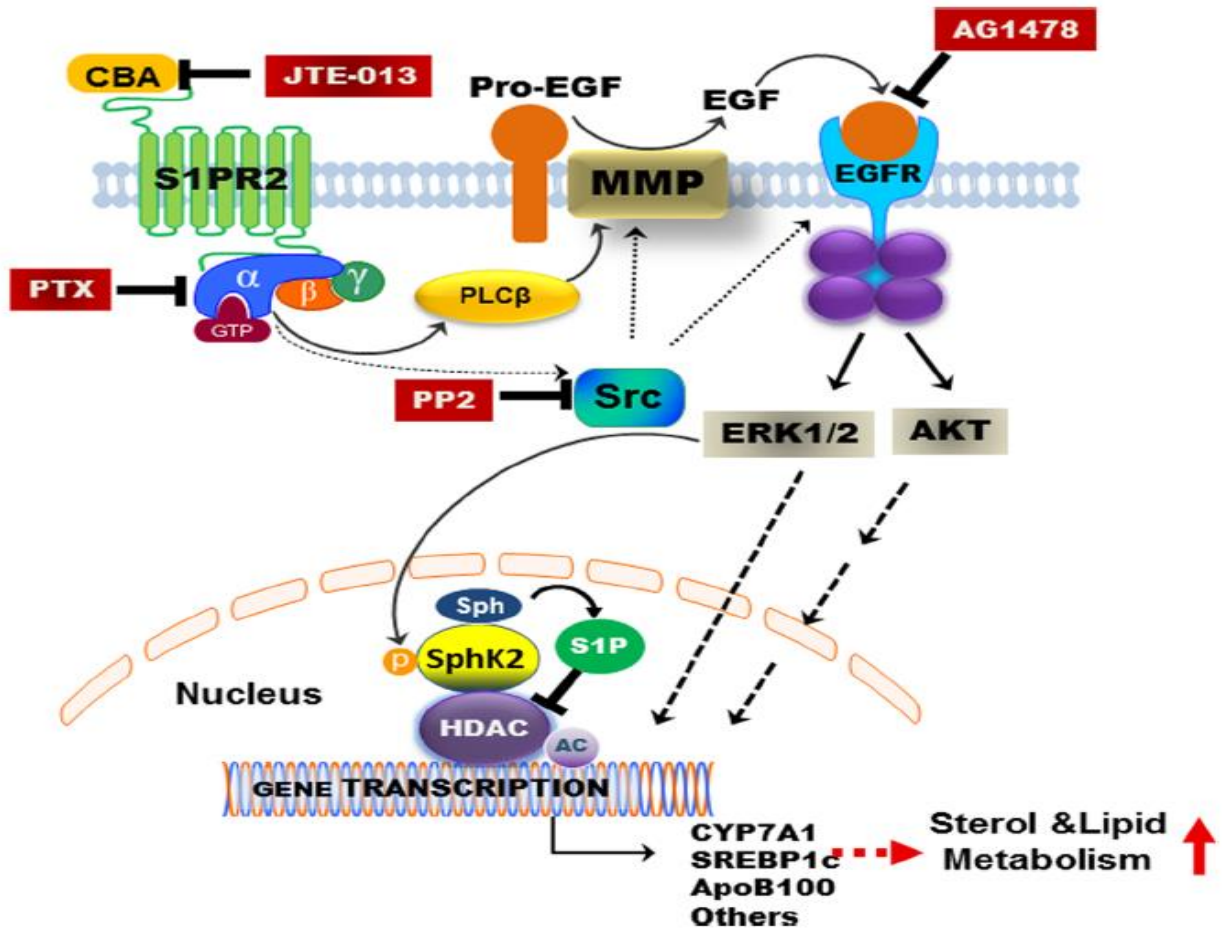 AG1478
CBA
JTE-013
Pro-EGF
EGF
S1PR2
MMP
EGFR
PTX
α
β
γ
GTP
PLCβ
PP2
Src
ERK1/2
AKT
Sph
P
SphK2
S1P
Nucleus
HDAC
AC
GENE TRANSCRIPTION
CYP7A1
SREBP1c
ApoB100
Others
Sterol &Lipid
Metabolism